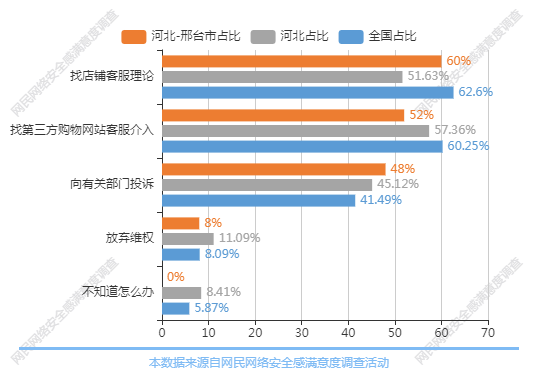 河北-邢台市占比 河北占比 全国占比
找店铺客服理论 60% 51.63% 62.6%
找第三方购物网站客服介入 52% 57.36% 60.25%
向有关部门投诉 48% 45.12% 41.49%
放弃维权 8% 11.09% 8.09%
不知道怎么办 0% 8.41% 5.87%
0 10 20 30 40 50 60 70
本数据来源自网民网络安全感满意度调查活动
网民网络安全感满意度调查
网民网络安全感满意度调查
网民网络安全感满意度调查
网民网络安全感满意度调查